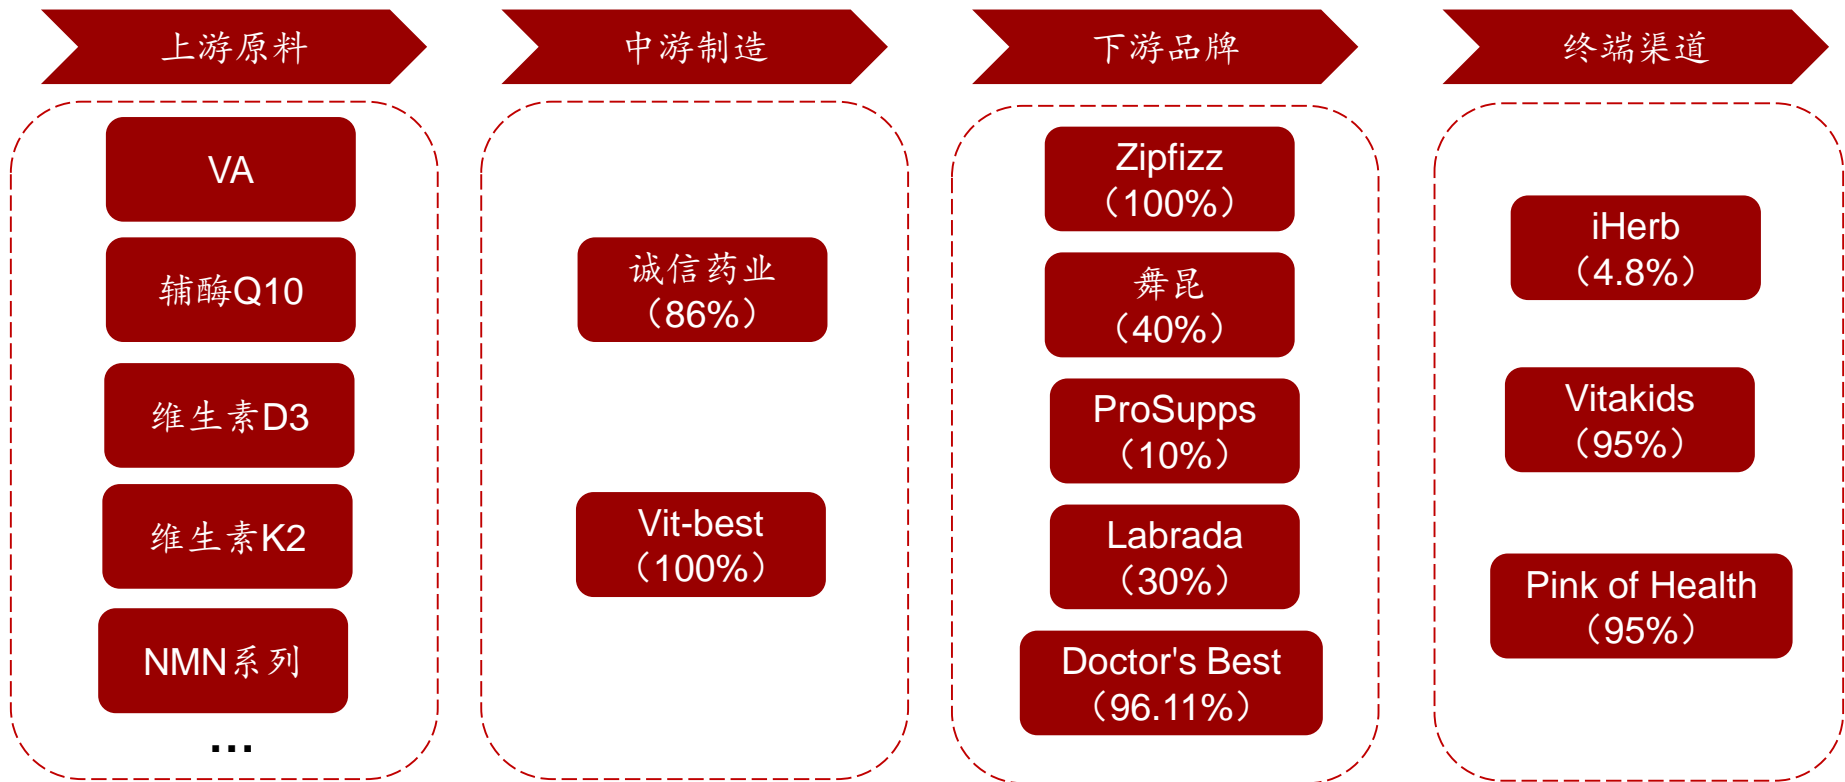 上游原料
VA
辅酶Q10
维生素D3
维生素K2
NMN系列
...
中游制造
诚信药业
（86%）
Vit-best
（100%）
下游品牌
Zipfizz
（100%）
舞昆
（40%）
ProSupps
（10%）
Labrada
（30%）
Doctor's Best
（96.11%）
终端渠道
iHerb
（4.8%）
Vitakids
（95%）
Pink of Health
（95%）